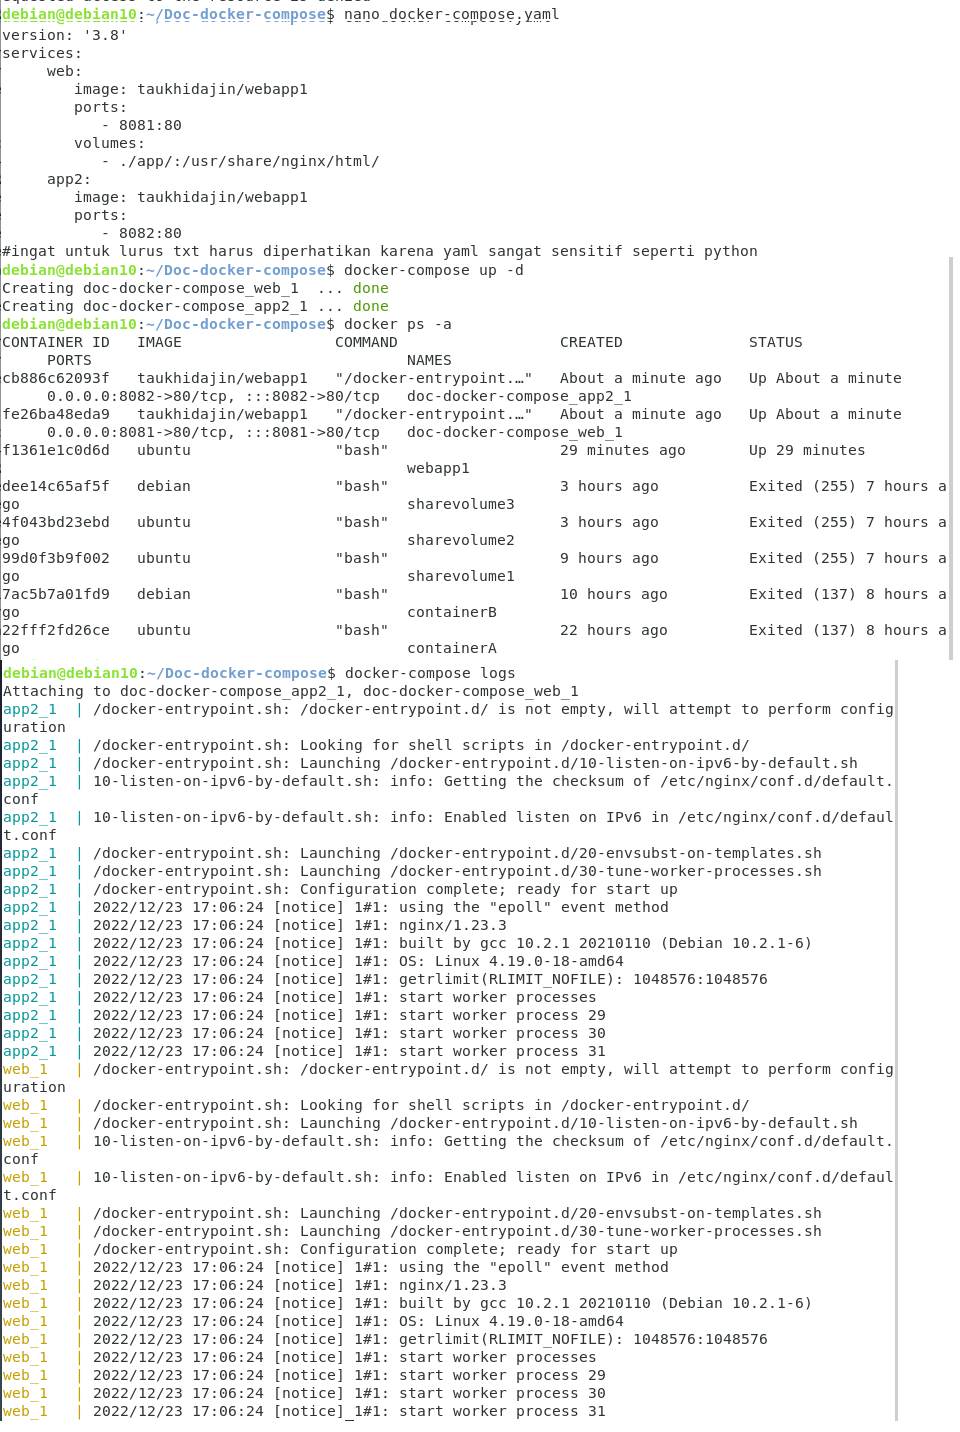 debian@debian10:~/Doc-docker-compose$ nano docker-compose.yaml
version: '3.8'
services:
     web:
        image: taukhidajin/webapp1
        ports:
           - 8081:80
        volumes:
           - ./app/:/usr/share/nginx/html/
     app2:
        image: taukhidajin/webapp1
        ports:
           - 8082:80
#ingat untuk lurus txt harus diperhatikan karena yaml sangat sensitif seperti python
debian@debian10:~/Doc-docker-compose$ docker-compose up -d
Creating doc-docker-compose_web_1  ... done
Creating doc-docker-compose_app2_1 ... done
debian@debian10:~/Doc-docker-compose$ docker ps -a
CONTAINER ID   IMAGE                 COMMAND                  CREATED              STATUS
     PORTS                                   NAMES
cb886c62093f   taukhidajin/webapp1   "/docker-entrypoint.…"   About a minute ago   Up About a minute
     0.0.0.0:8082->80/tcp, :::8082->80/tcp   doc-docker-compose_app2_1
fe26ba48eda9   taukhidajin/webapp1   "/docker-entrypoint.…"   About a minute ago   Up About a minute
     0.0.0.0:8081->80/tcp, :::8081->80/tcp   doc-docker-compose_web_1
f1361e1c0d6d   ubuntu                "bash"                   29 minutes ago       Up 29 minutes
                                             webapp1
dee14c65af5f   debian                "bash"                   3 hours ago          Exited (255) 7 hours a
go                                           sharevolume3
4f043bd23ebd   ubuntu                "bash"                   3 hours ago          Exited (255) 7 hours a
go                                           sharevolume2
99d0f3b9f002   ubuntu                "bash"                   9 hours ago          Exited (255) 7 hours a
go                                           sharevolume1
7ac5b7a01fd9   debian                "bash"                   10 hours ago         Exited (137) 8 hours a
go                                           containerB
22fff2fd26ce   ubuntu                "bash"                   22 hours ago         Exited (137) 8 hours a
go                                           containerA
debian@debian10:~/Doc-docker-compose$ docker-compose logs
Attaching to doc-docker-compose_app2_1, doc-docker-compose_web_1
app2_1  | /docker-entrypoint.sh: /docker-entrypoint.d/ is not empty, will attempt to perform config
uration
app2_1  | /docker-entrypoint.sh: Looking for shell scripts in /docker-entrypoint.d/
app2_1  | /docker-entrypoint.sh: Launching /docker-entrypoint.d/10-listen-on-ipv6-by-default.sh
app2_1  | 10-listen-on-ipv6-by-default.sh: info: Getting the checksum of /etc/nginx/conf.d/default.
conf
app2_1  | 10-listen-on-ipv6-by-default.sh: info: Enabled listen on IPv6 in /etc/nginx/conf.d/defaul
t.conf
app2_1  | /docker-entrypoint.sh: Launching /docker-entrypoint.d/20-envsubst-on-templates.sh
app2_1  | /docker-entrypoint.sh: Launching /docker-entrypoint.d/30-tune-worker-processes.sh
app2_1  | /docker-entrypoint.sh: Configuration complete; ready for start up
app2_1  | 2022/12/23 17:06:24 [notice] 1#1: using the "epoll" event method
app2_1  | 2022/12/23 17:06:24 [notice] 1#1: nginx/1.23.3
app2_1  | 2022/12/23 17:06:24 [notice] 1#1: built by gcc 10.2.1 20210110 (Debian 10.2.1-6)
app2_1  | 2022/12/23 17:06:24 [notice] 1#1: OS: Linux 4.19.0-18-amd64
app2_1  | 2022/12/23 17:06:24 [notice] 1#1: getrlimit(RLIMIT_NOFILE): 1048576:1048576
app2_1  | 2022/12/23 17:06:24 [notice] 1#1: start worker processes
app2_1  | 2022/12/23 17:06:24 [notice] 1#1: start worker process 29
app2_1  | 2022/12/23 17:06:24 [notice] 1#1: start worker process 30
app2_1  | 2022/12/23 17:06:24 [notice] 1#1: start worker process 31
web_1   | /docker-entrypoint.sh: /docker-entrypoint.d/ is not empty, will attempt to perform config
uration
web_1   | /docker-entrypoint.sh: Looking for shell scripts in /docker-entrypoint.d/
web_1   | /docker-entrypoint.sh: Launching /docker-entrypoint.d/10-listen-on-ipv6-by-default.sh
web_1   | 10-listen-on-ipv6-by-default.sh: info: Getting the checksum of /etc/nginx/conf.d/default.
conf
web_1   | 10-listen-on-ipv6-by-default.sh: info: Enabled listen on IPv6 in /etc/nginx/conf.d/defaul
t.conf
web_1   | /docker-entrypoint.sh: Launching /docker-entrypoint.d/20-envsubst-on-templates.sh
web_1   | /docker-entrypoint.sh: Launching /docker-entrypoint.d/30-tune-worker-processes.sh
web_1   | /docker-entrypoint.sh: Configuration complete; ready for start up
web_1   | 2022/12/23 17:06:24 [notice] 1#1: using the "epoll" event method
web_1   | 2022/12/23 17:06:24 [notice] 1#1: nginx/1.23.3
web_1   | 2022/12/23 17:06:24 [notice] 1#1: built by gcc 10.2.1 20210110 (Debian 10.2.1-6)
web_1   | 2022/12/23 17:06:24 [notice] 1#1: OS: Linux 4.19.0-18-amd64
web_1   | 2022/12/23 17:06:24 [notice] 1#1: getrlimit(RLIMIT_NOFILE): 1048576:1048576
web_1   | 2022/12/23 17:06:24 [notice] 1#1: start worker processes
web_1   | 2022/12/23 17:06:24 [notice] 1#1: start worker process 29
web_1   | 2022/12/23 17:06:24 [notice] 1#1: start worker process 30
web_1   | 2022/12/23 17:06:24 [notice] 1#1: start worker process 31